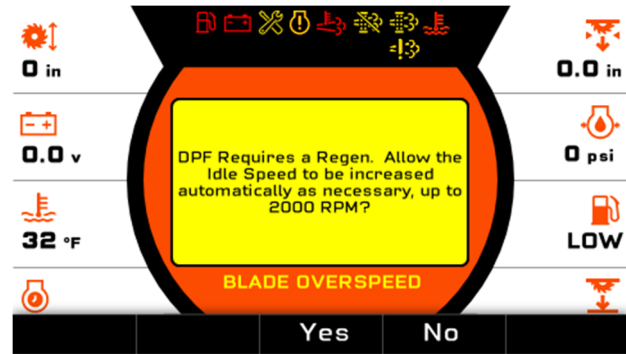 0 in
0.0 v
32 °F
DPF Requires a Regen. Allow the
Idle Speed to be increased
automatically as necessary, up to
2000 RPM?
BLADE OVERSPEED
0.0 in
0 psi
LOW
Yes No